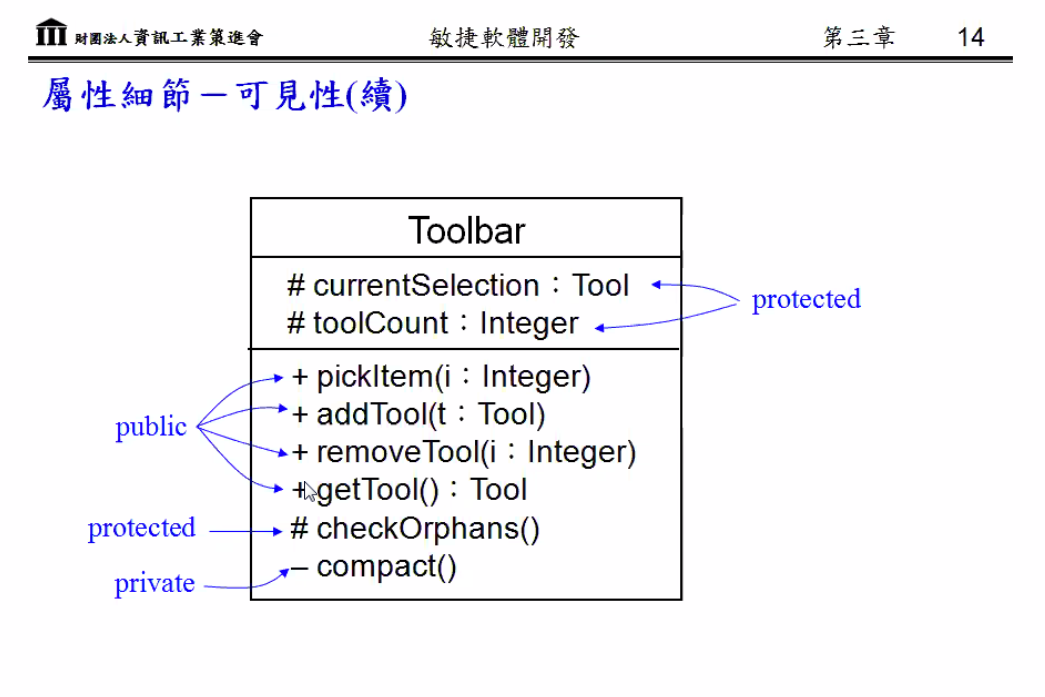 財團法人資訊工業策進會 敏捷軟體開發 第三章 14
屬性細節－可見性(續)
Toolbar
# currentSelection：Tool
# toolCount：Integer
protected
+ pickItem(i：Integer)
+ addTool(t：Tool)
public
+ removeTool(i：Integer)
+ getTool()：Tool
protected
# checkOrphans()
– compact()
private